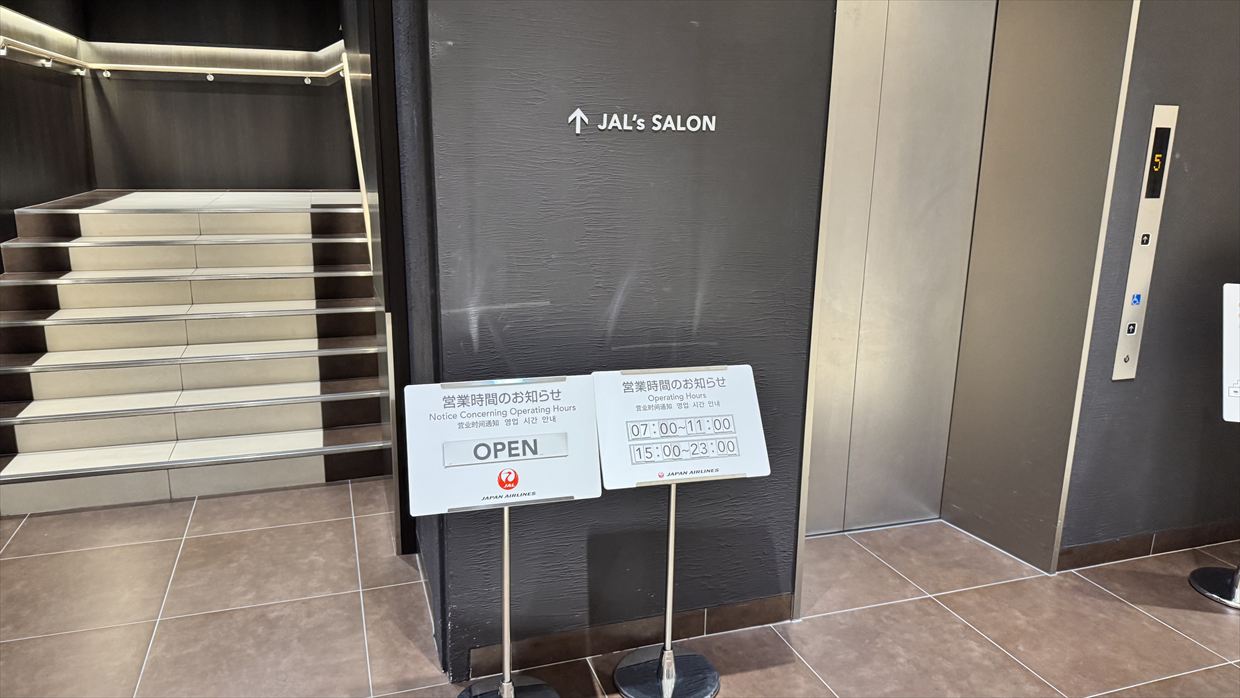 ↑ JAL's SALON
5
営業時間のお知らせ
Notice Concerning Operating Hours
营业时间通知 영업 시간 안내
OPEN
JAL
JAPAN AIRLINES
営業時間のお知らせ
Operating Hours
营业时间通知 영업 시간 안내
07:00~11:00
15:00~23:00
JAPAN AIRLINES